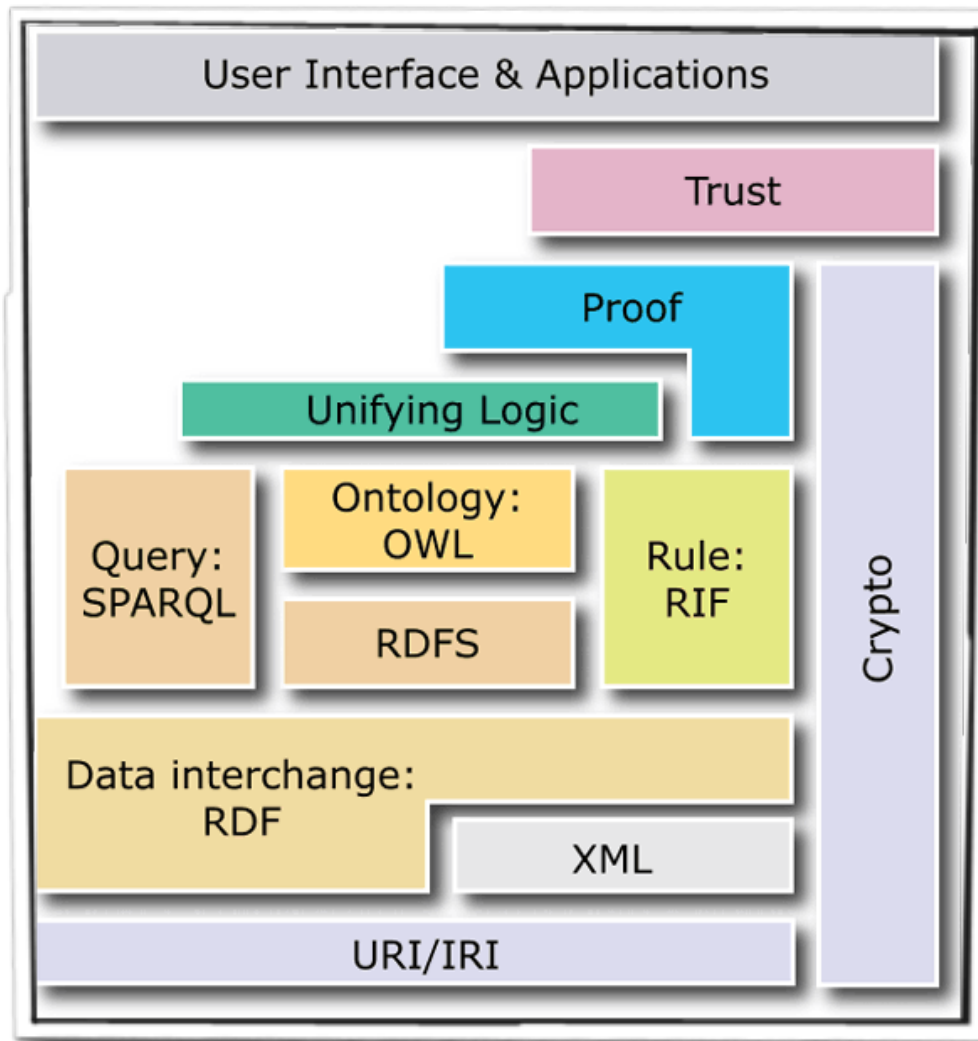 User Interface & Applications
Trust
Proof
Unifying Logic
Query:
SPARQL
Ontology:
OWL
RDFS
Rule:
RIF
Crypto
Data interchange:
RDF
XML
URI/IRI